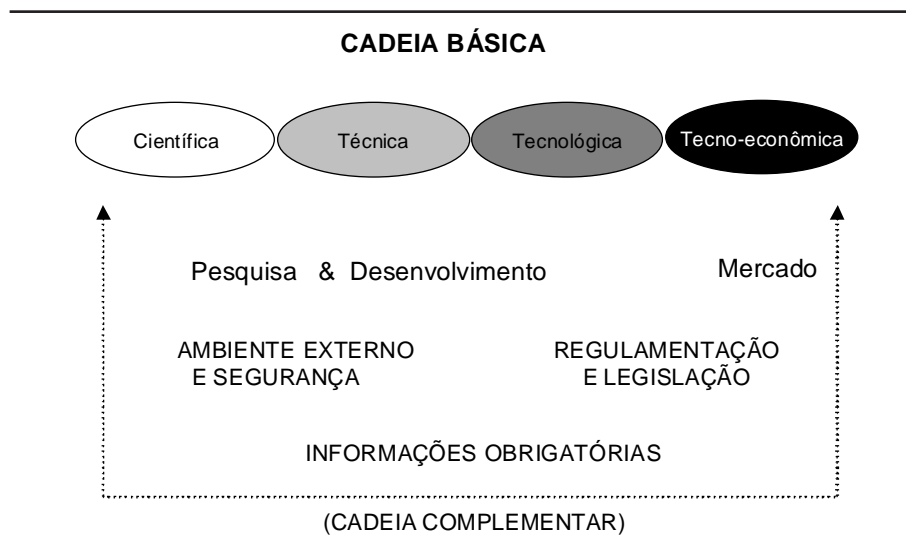 CADEIA BÁSICA
Científica
Técnica
Tecnológica
Tecno-econômica
Pesquisa & Desenvolvimento
Mercado
AMBIENTE EXTERNO
E SEGURANÇA
REGULAMENTAÇÃO
E LEGISLAÇÃO
INFORMAÇÕES OBRIGATÓRIAS
(CADEIA COMPLEMENTAR)